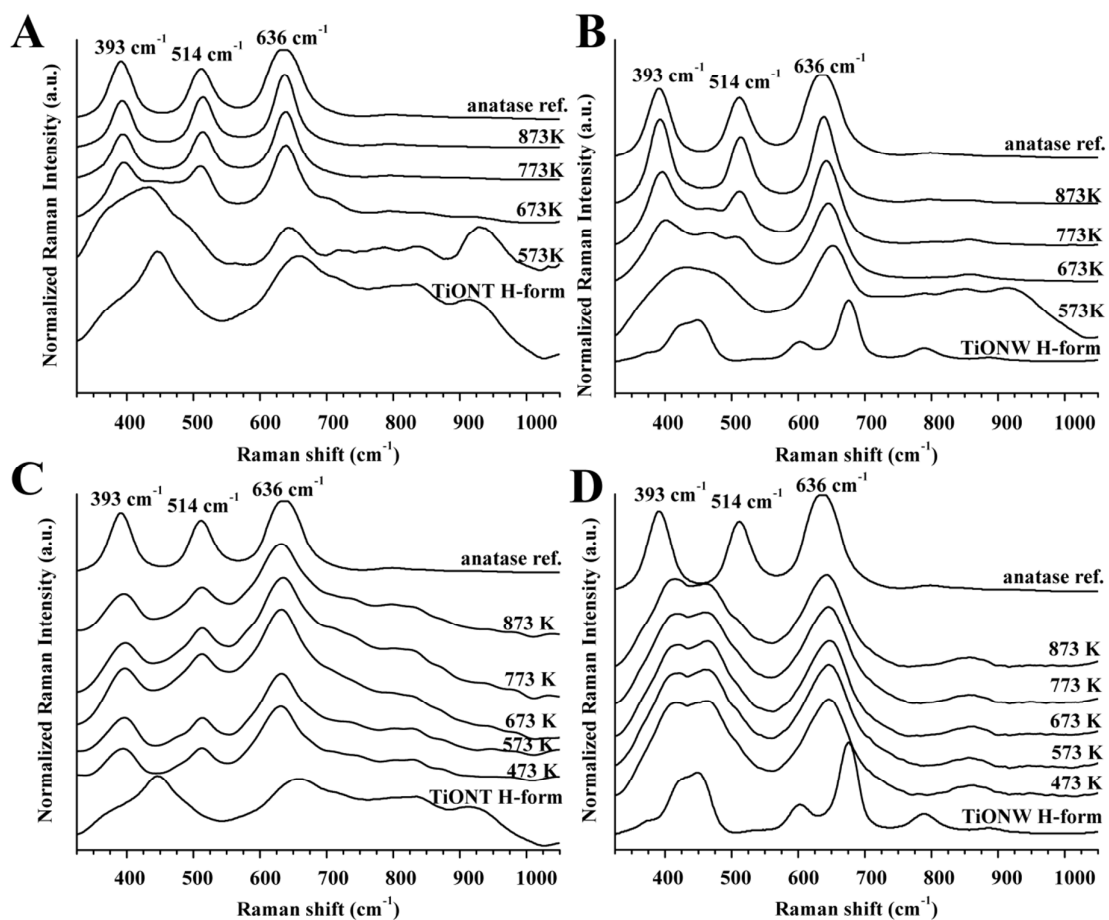 A
393 cm-1
514 cm-1
636 cm-1
anatase ref.
873K
773K
673K
573K
TiONT H-form
Normalized Raman Intensity (a.u.)
400 500 600 700 800 900 1000
Raman shift (cm-1)
B
393 cm-1
514 cm-1
636 cm-1
anatase ref.
873K
773K
673K
573K
TiONW H-form
Normalized Raman Intensity (a.u.)
400 500 600 700 800 900 1000
Raman shift (cm-1)
C
393 cm-1
514 cm-1
636 cm-1
anatase ref.
873 K
773 K
673 K
573 K
473 K
TiONT H-form
Normalized Raman Intensity (a.u.)
400 500 600 700 800 900 1000
Raman shift (cm-1)
D
393 cm-1
514 cm-1
636 cm-1
anatase ref.
873 K
773 K
673 K
573 K
473 K
TiONW H-form
Normalized Raman Intensity (a.u.)
400 500 600 700 800 900 1000
Raman shift (cm-1)